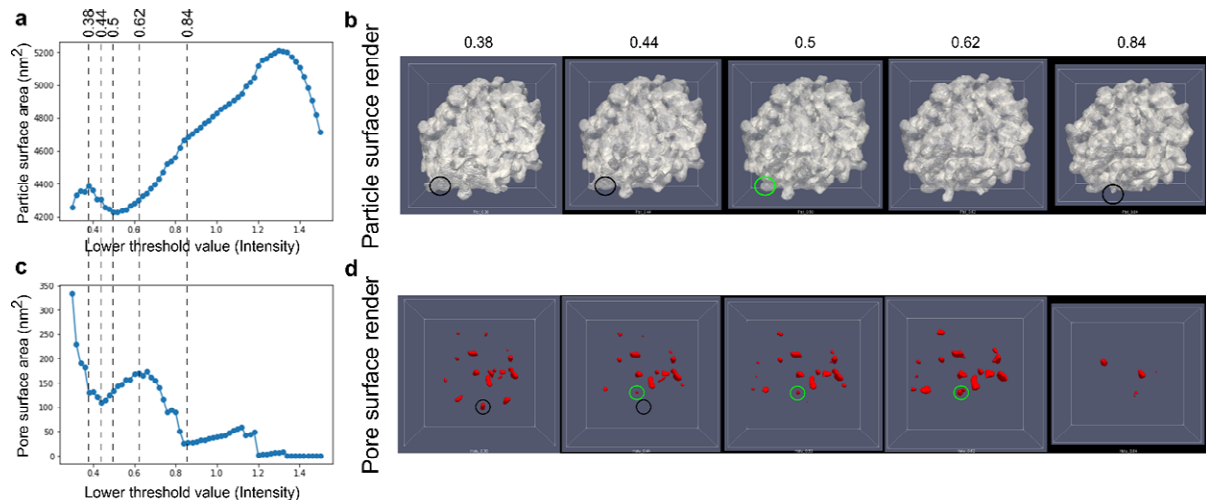 a
0.38
0.44
0.5
0.62
0.84
Particle surface area (nm²)
5200
5000
4800
4600
4400
4200
0.4 0.6 0.8 1.0 1.2 1.4
Lower threshold value (Intensity)
b
0.38 0.44 0.5 0.62 0.84
Particle surface render
c
Pore surface area (nm²)
350
300
250
200
150
100
50
0
0.4 0.6 0.8 1.0 1.2 1.4
Lower threshold value (Intensity)
d
Pore surface render